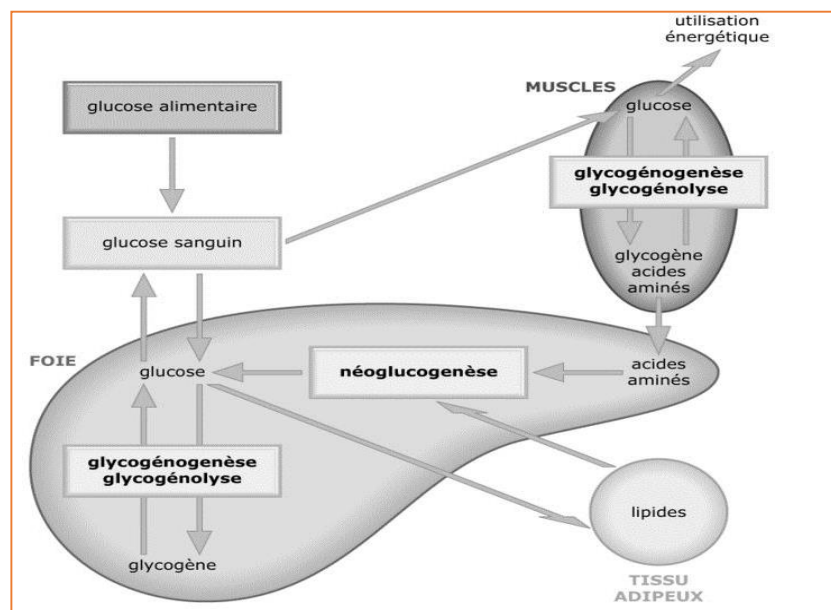 utilisation
énergétique
MUSCLES
glucose alimentaire
glucose
glycogénogenèse
glycogénolyse
glucose sanguin
glycogène
acides
aminés
FOIE
glucose
néoglucogenèse
acides
aminés
glycogénogenèse
glycogénolyse
lipides
glycogène
TISSU
ADIPEUX